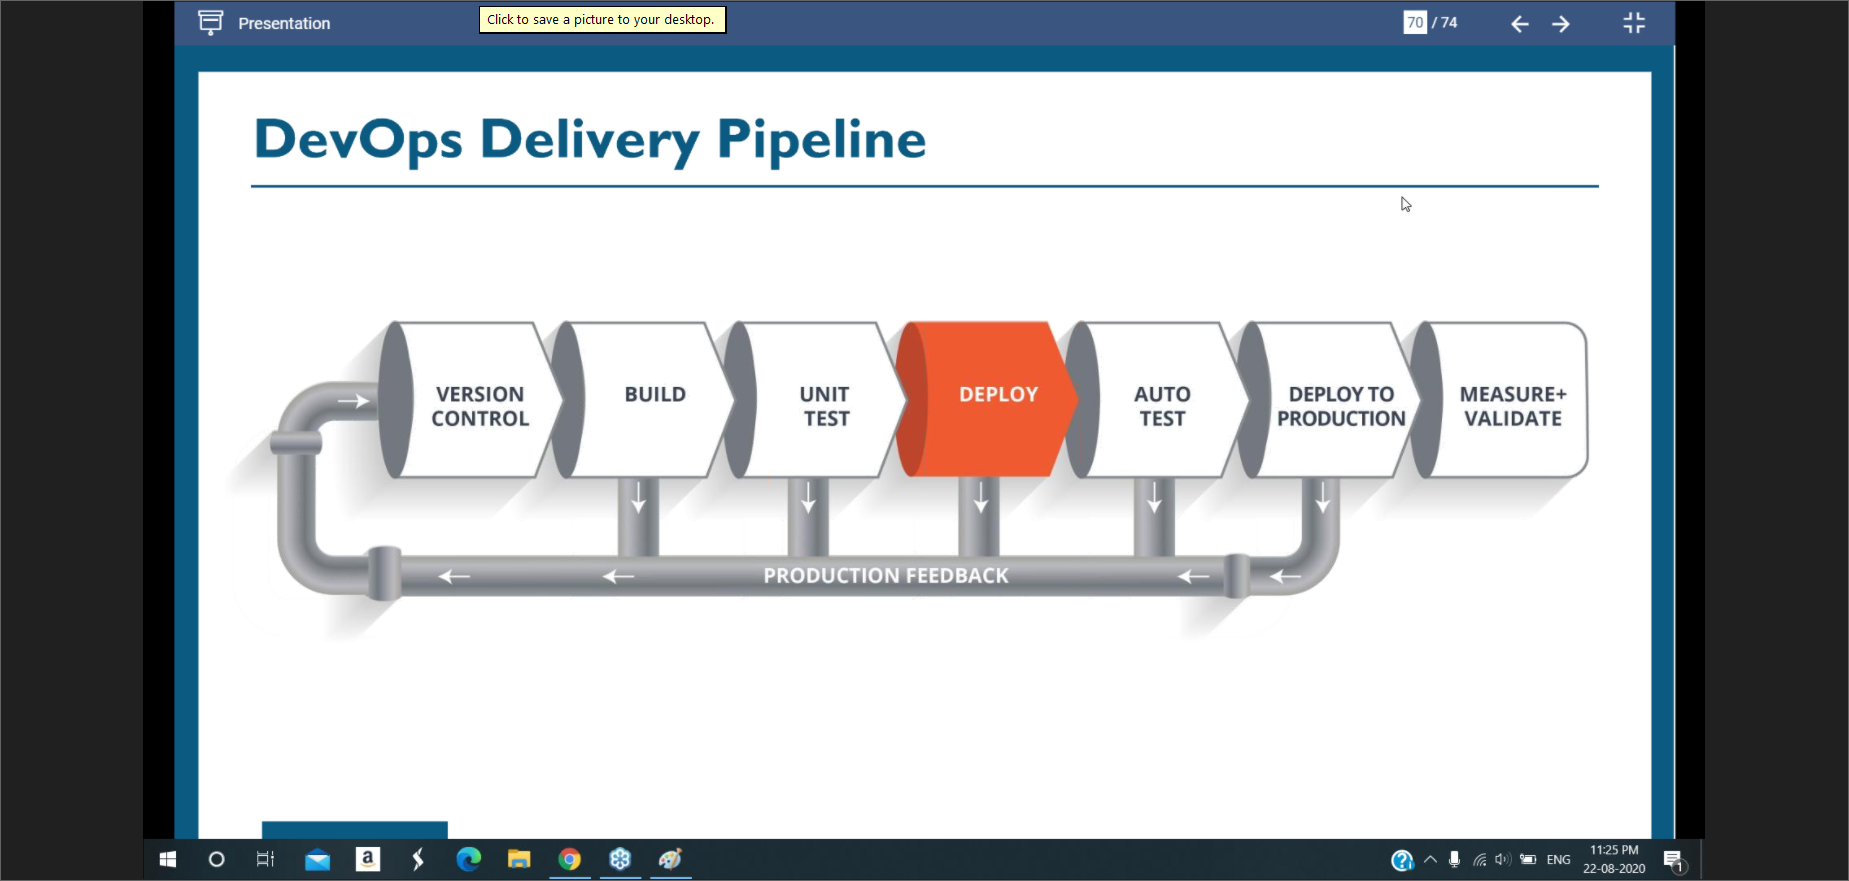 Presentation
Click to save a picture to your desktop.
70 / 74
DevOps Delivery Pipeline
VERSION
CONTROL
BUILD
UNIT
TEST
DEPLOY
AUTO
TEST
DEPLOY TO
PRODUCTION
MEASURE+
VALIDATE
PRODUCTION FEEDBACK
a
ENG
11:25 PM
22-08-2020
1